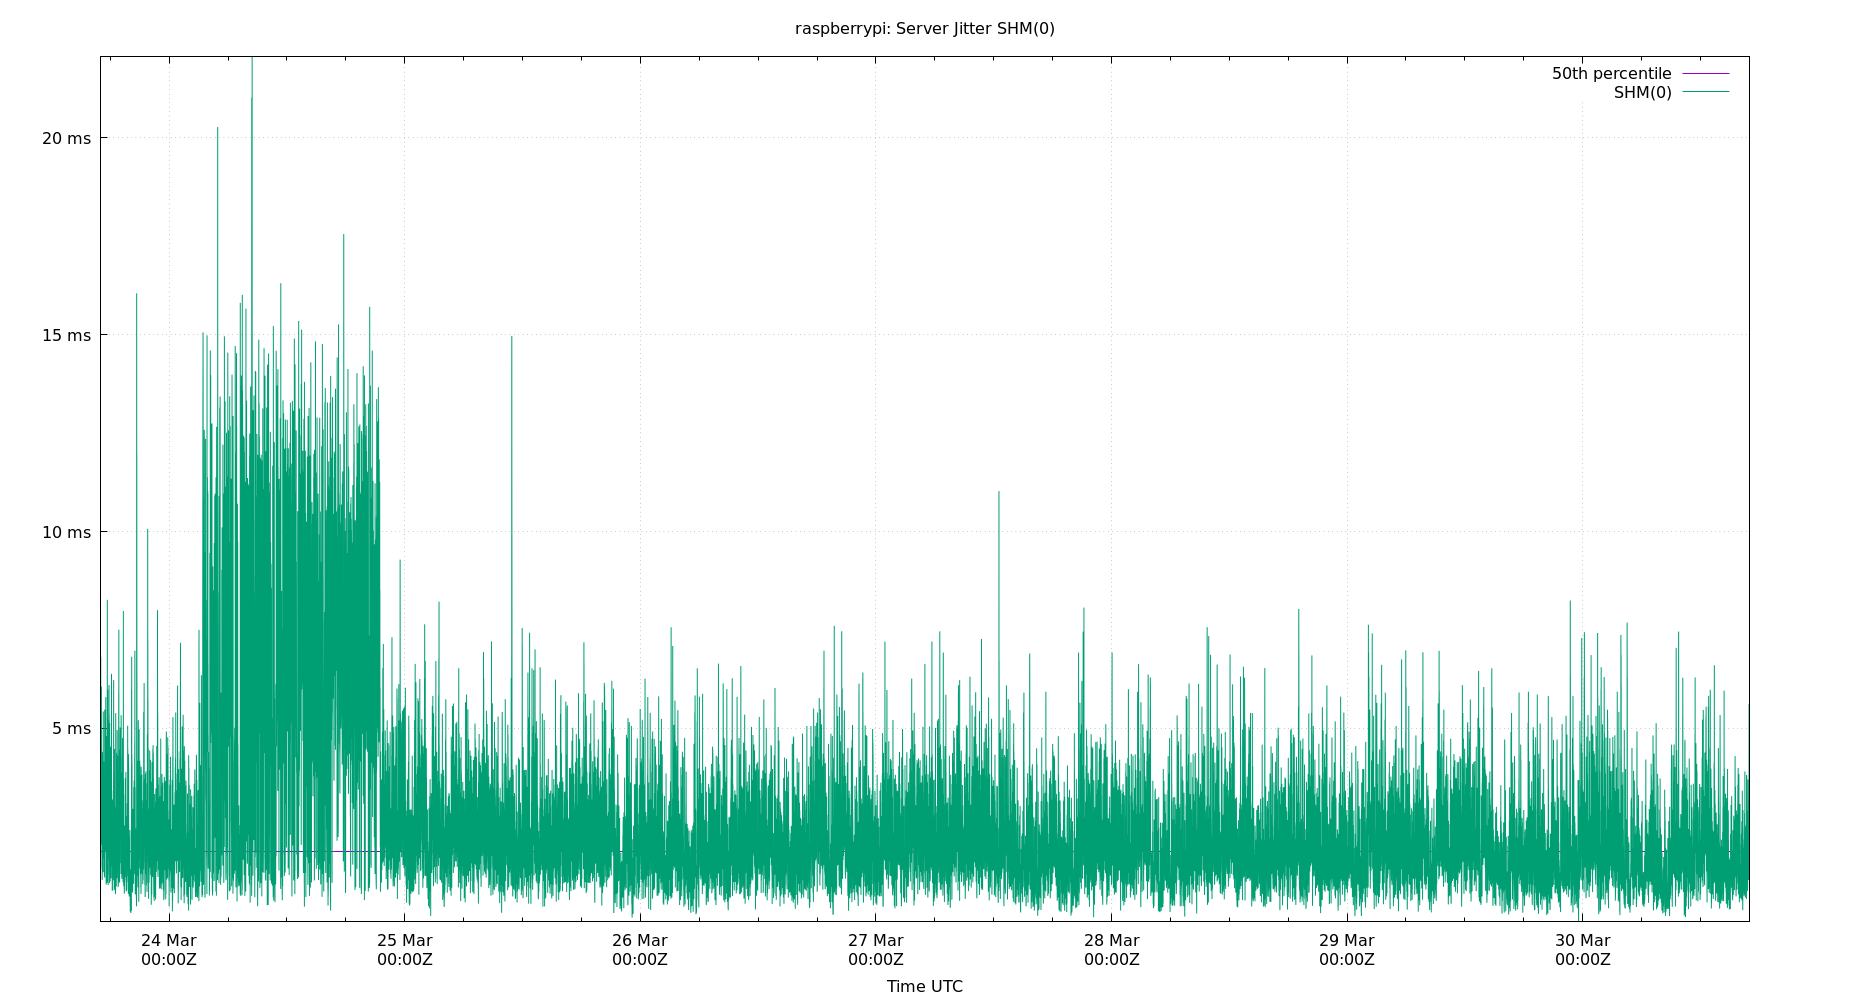 raspberrypi: Server Jitter SHM(0)
50th percentile
SHM(0)
20 ms
15 ms
10 ms
5 ms
24 Mar 25 Mar 26 Mar 27 Mar 28 Mar 29 Mar 30 Mar
00:00Z 00:00Z 00:00Z 00:00Z 00:00Z 00:00Z 00:00Z
Time UTC